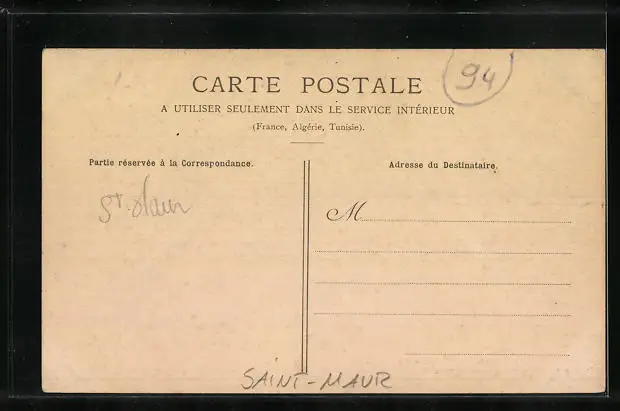 94
CARTE POSTALE
A UTILISER SEULEMENT DANS LE SERVICE INTÉRIEUR
(France, Algérie, Tunisie).
Partie réservée à la Correspondance.
Adresse du Destinataire.
St. Maur
M
SAINT-MAUR